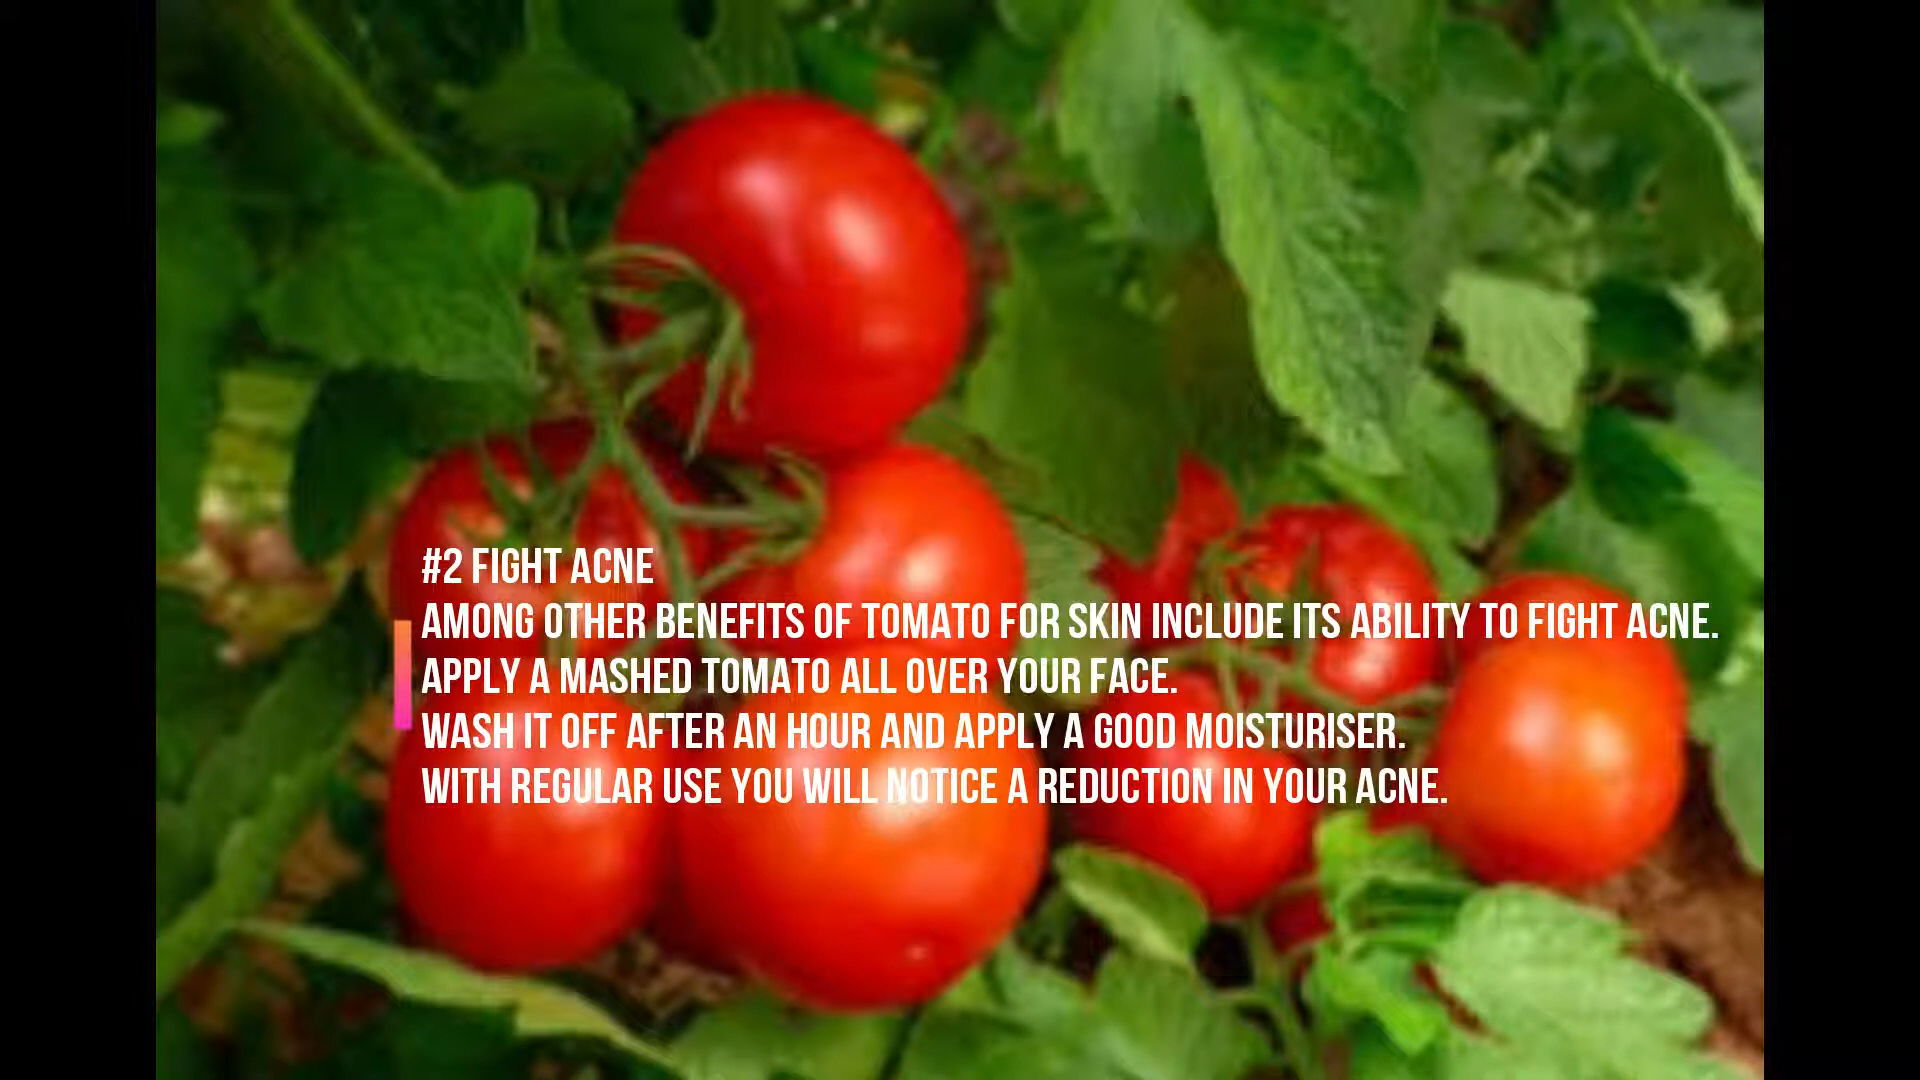 #2 FIGHT ACNE
AMONG OTHER BENEFITS OF TOMATO FOR SKIN INCLUDE ITS ABILITY TO FIGHT ACNE.
APPLY A MASHED TOMATO ALL OVER YOUR FACE.
WASH IT OFF AFTER AN HOUR AND APPLY A GOOD MOISTURISER.
WITH REGULAR USE YOU WILL NOTICE A REDUCTION IN YOUR ACNE.